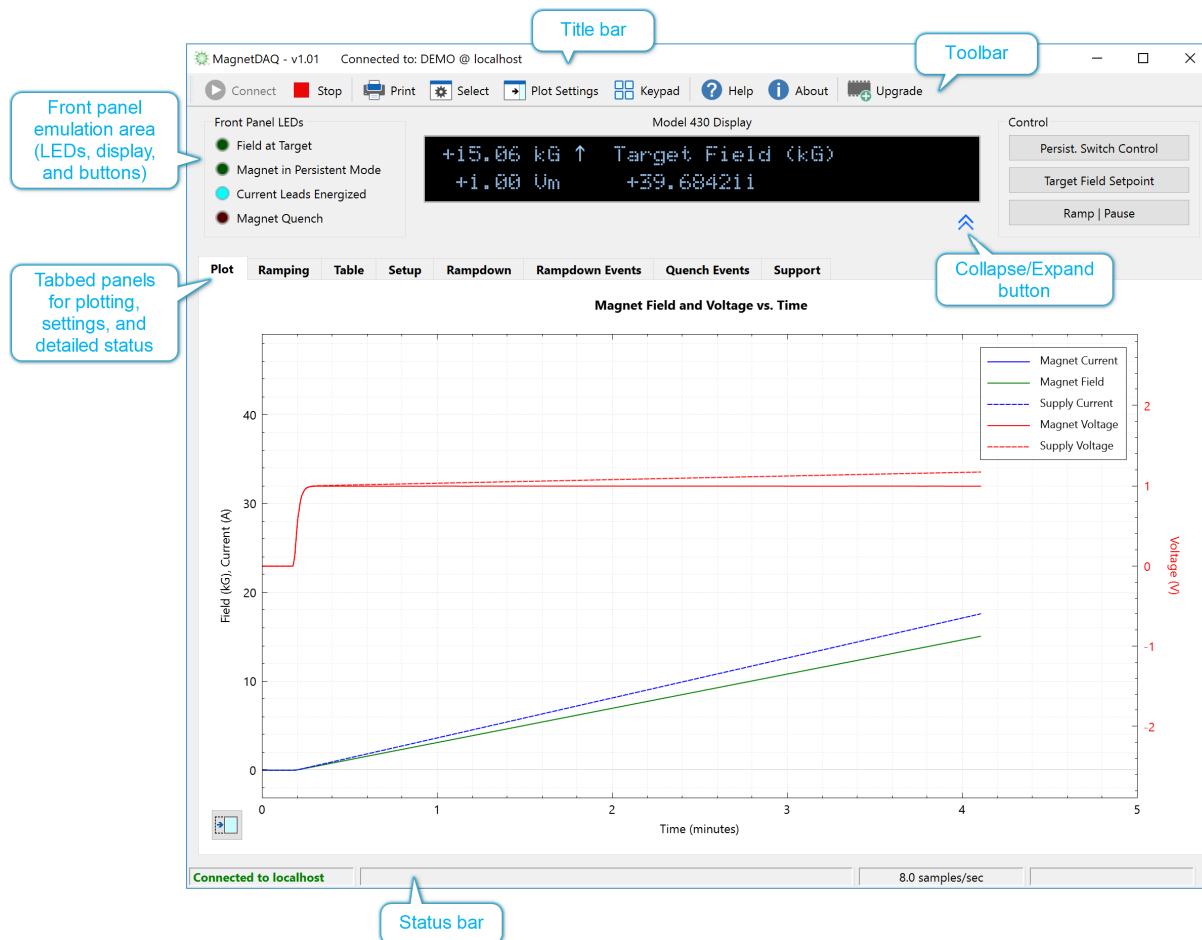 Title bar
MagnetDAQ - v1.01 Connected to: DEMO @ localhost
Toolbar
Connect Stop Print Select Plot Settings Keypad Help About Upgrade
Front panel
emulation area
(LEDs, display,
and buttons)
Front Panel LEDs
Field at Target
Magnet in Persistent Mode
Current Leads Energized
Magnet Quench
Model 430 Display
+15.06 kG ↑ Target Field (kG)
+1.00 Vm +39.684211
Control
Persist. Switch Control
Target Field Setpoint
Ramp | Pause
Collapse/Expand
button
Tabbed panels
for plotting,
settings, and
detailed status
Plot Ramping Table Setup Rampdown Rampdown Events Quench Events Support
Magnet Field and Voltage vs. Time
Magnet Current
Magnet Field
Supply Current
Magnet Voltage
Supply Voltage
Field (kG), Current (A)
40
30
20
10
0
2
1
0
-1
-2
Voltage (V)
0 1 2 3 4 5
Time (minutes)
Connected to localhost 8.0 samples/sec
Status bar